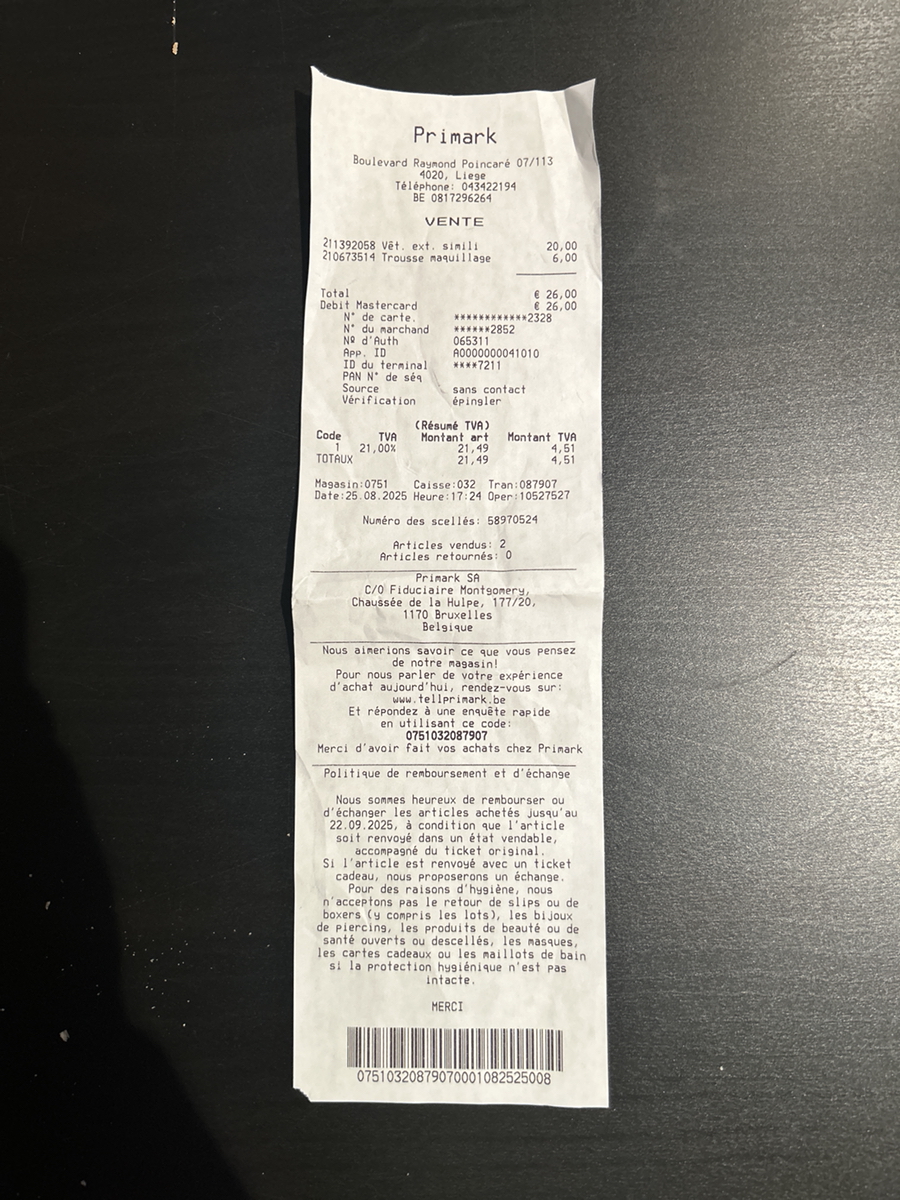 Primark
Boulevard Raymond Poincaré 07/113
4020, Liege
Téléphone: 043422194
BE 0817296264
VENTE
211392058 Vêt. ext. simili 20,00
210673514 Trousse maquillage 6,00
Total € 26,00
Debit Mastercard € 26,00
N° de carte. ************2328
N° du marchand ******2852
Nº d'Auth 065311
App. ID A0000000041010
ID du terminal ****7211
PAN N° de séq
Source sans contact
Vérification épingler
(Résumé TVA)
Code TVA Montant art Montant TVA
1 21,00% 21,49 4,51
TOTAUX 21,49 4,51
Magasin:0751 Caisse:032 Tran:087907
Date:25.08.2025 Heure:17:24 Oper:10527527
Numéro des scellés: 58970524
Articles vendus: 2
Articles retournés: 0
Primark SA
C/O Fiduciaire Montgomery,
Chaussée de la Hulpe, 177/20,
1170 Bruxelles
Belgique
Nous aimerions savoir ce que vous pensez
de notre magasin!
Pour nous parler de votre expérience
d'achat aujourd'hui, rendez-vous sur:
www.tellprimark.be
Et répondez à une enquête rapide
en utilisant ce code:
0751032087907
Merci d'avoir fait vos achats chez Primark
Politique de remboursement et d'échange
Nous sommes heureux de rembourser ou
d'échanger les articles achetés jusqu'au
22.09.2025, à condition que l'article
soit renvoyé dans un état vendable,
accompagné du ticket original.
Si l'article est renvoyé avec un ticket
cadeau, nous proposerons un échange.
Pour des raisons d'hygiène, nous
n'acceptons pas le retour de slips ou de
boxers (y compris les lots), les bijoux
de piercing, les produits de beauté ou de
santé ouverts ou descellés, les masques,
les cartes cadeaux ou les maillots de bain
si la protection hygiénique n'est pas
intacte.
MERCI
07510320879070001082525008